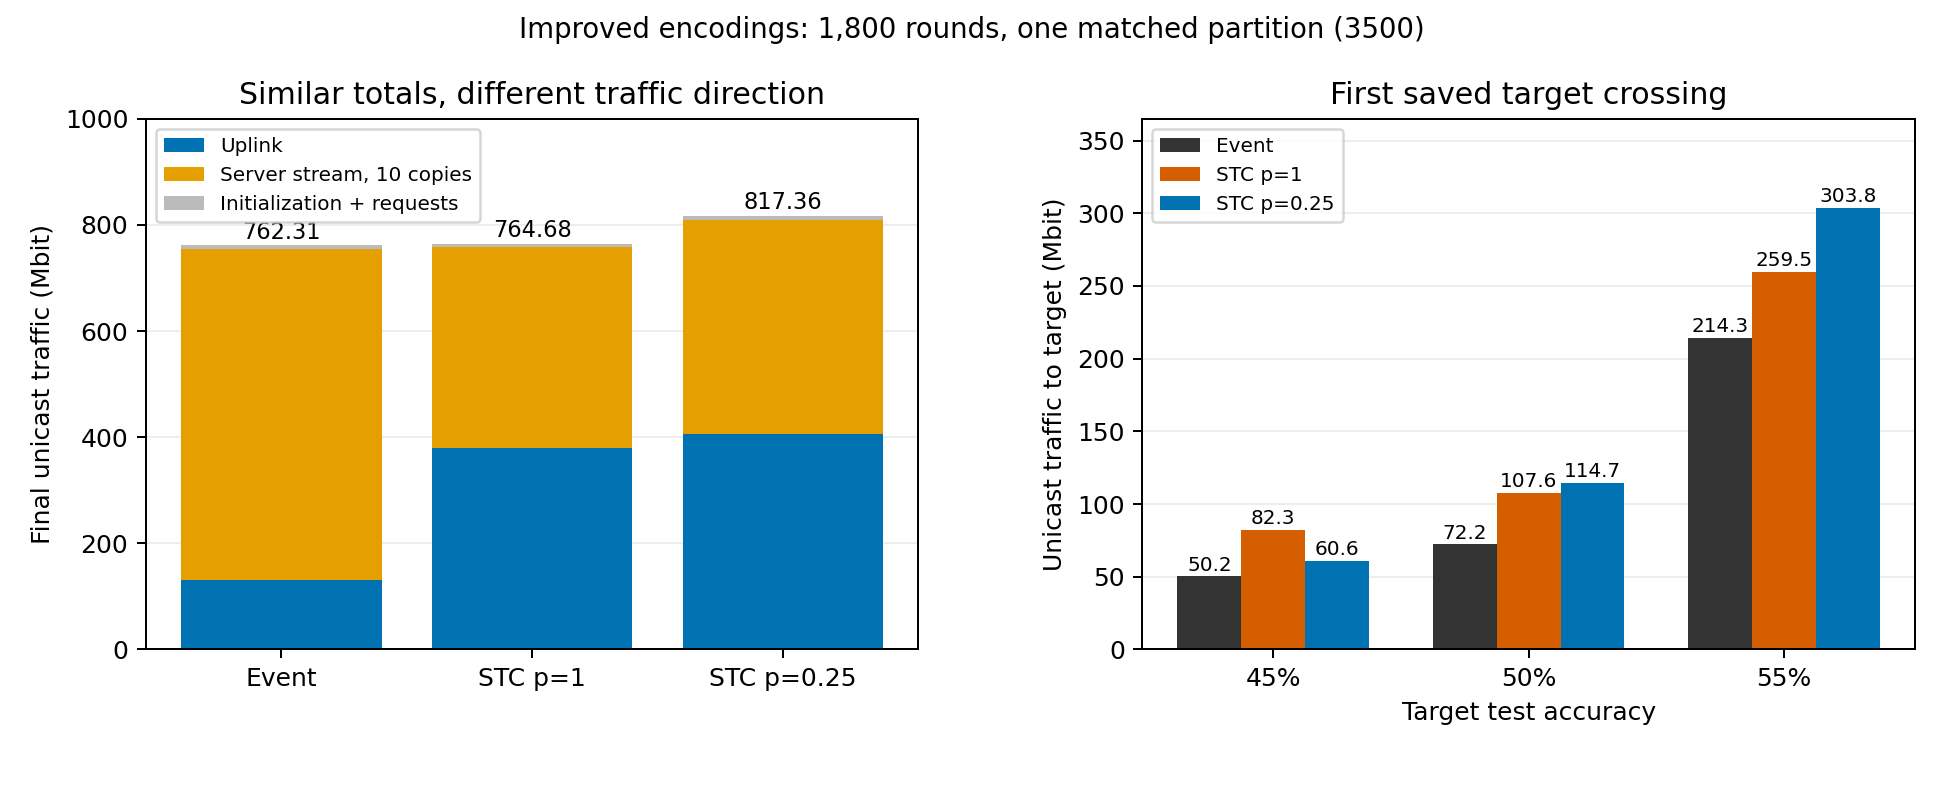 Improved encodings: 1,800 rounds, one matched partition (3500)
Similar totals, different traffic direction
Final unicast traffic (Mbit)
1000
800
600
400
200
0
Uplink
Server stream, 10 copies
Initialization + requests
762.31
764.68
817.36
Event
STC p=1
STC p=0.25
First saved target crossing
Unicast traffic to target (Mbit)
350
300
250
200
150
100
50
0
Event
STC p=1
STC p=0.25
50.2
82.3
60.6
72.2
107.6
114.7
214.3
259.5
303.8
45%
50%
55%
Target test accuracy